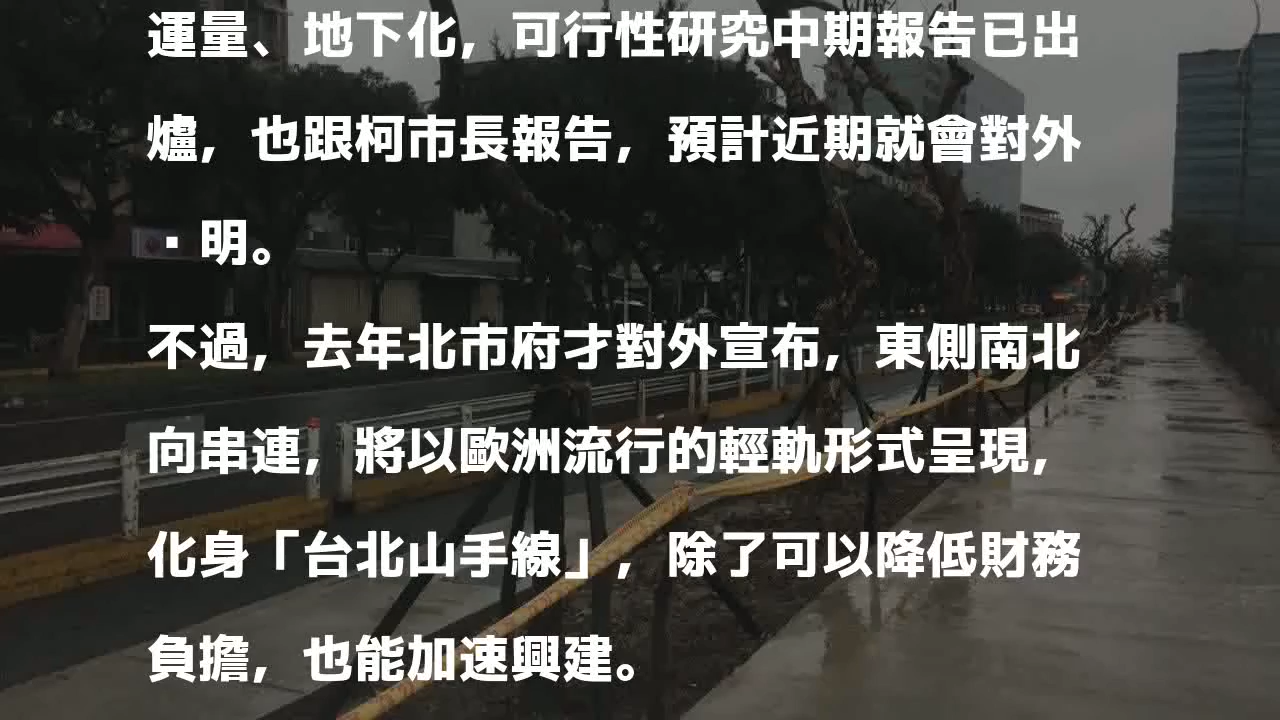 運量、地下化，可行性研究中期報告已出
爐，也跟柯市長報告，預計近期就會對外
▪明。
不過，去年北市府才對外宣布，東側南北
向串連，將以歐洲流行的輕軌形式呈現，
化身「台北山手線」，除了可以降低財務
負擔，也能加速興建。